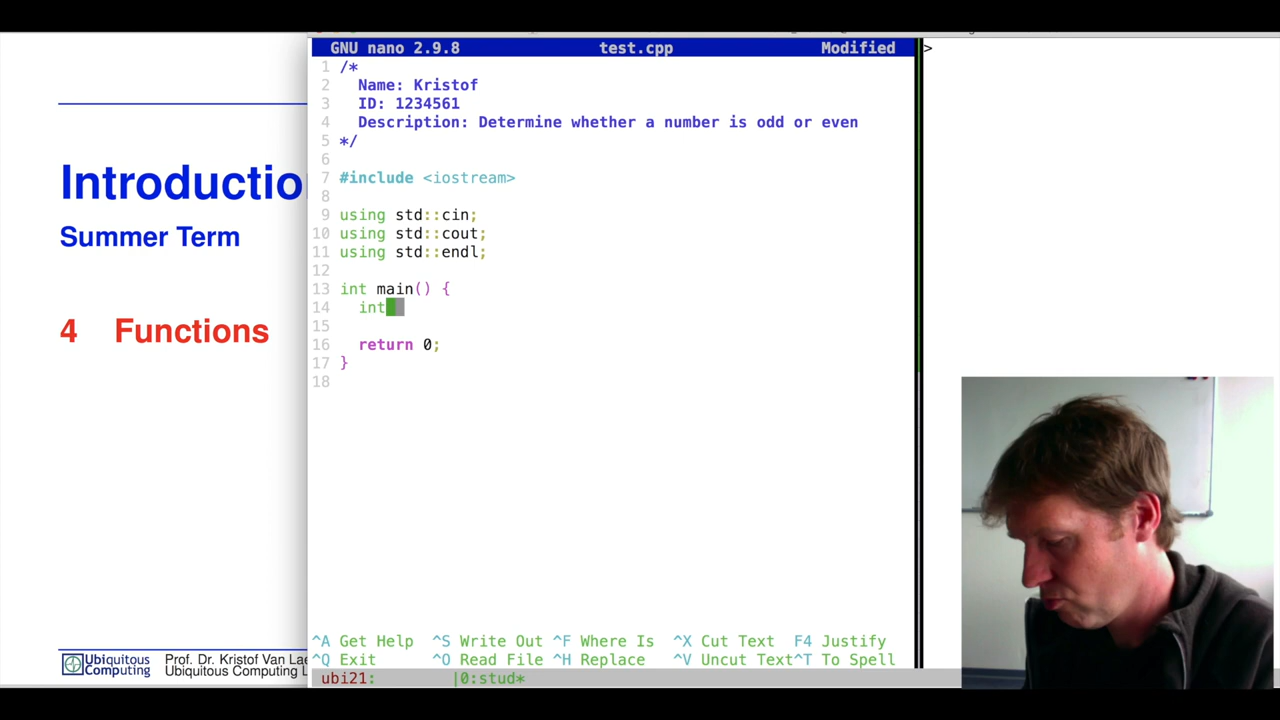 Introductio
Summer Term
4 Functions
Ubiquitous
Computing
Prof. Dr. Kristof Van Lae
Ubiquitous Computing L
GNU nano 2.9.8 test.cpp Modified
1 /*
2 Name: Kristof
3 ID: 1234561
4 Description: Determine whether a number is odd or even
5 */
6
7 #include <iostream>
8
9 using std::cin;
10 using std::cout;
11 using std::endl;
12
13 int main() {
14 int
15
16 return 0;
17 }
18
^A Get Help ^S Write Out ^F Where Is ^X Cut Text F4 Justify
^Q Exit ^O Read File ^H Replace ^V Uncut Text^T To Spell
ubi21: |0:stud*
>